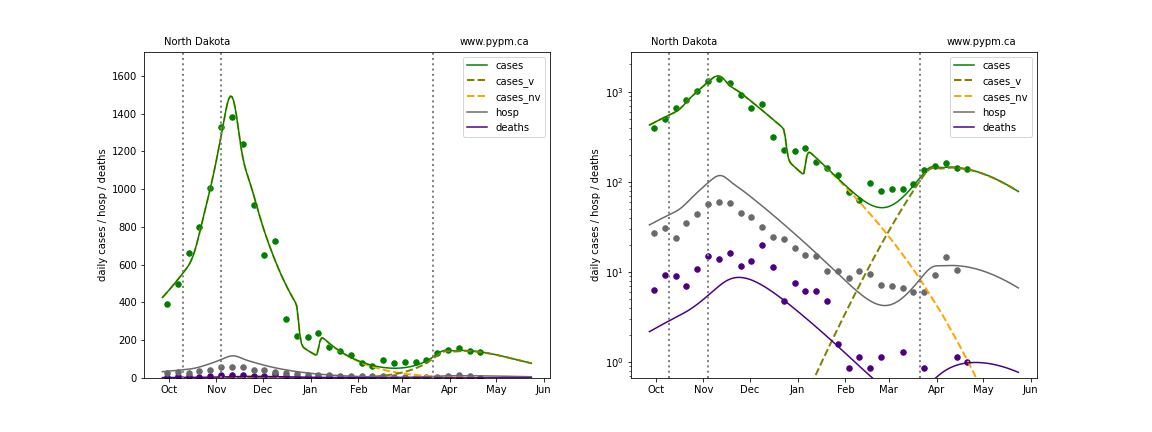 North Dakota
www.pypm.ca
daily cases / hosp / deaths
1600
1400
1200
1000
800
600
400
200
0
Oct Nov Dec Jan Feb Mar Apr May Jun
cases
cases_v
cases_nv
hosp
deaths
North Dakota
www.pypm.ca
daily cases / hosp / deaths
10³
10²
10¹
10⁰
Oct Nov Dec Jan Feb Mar Apr May Jun
cases
cases_v
cases_nv
hosp
deaths